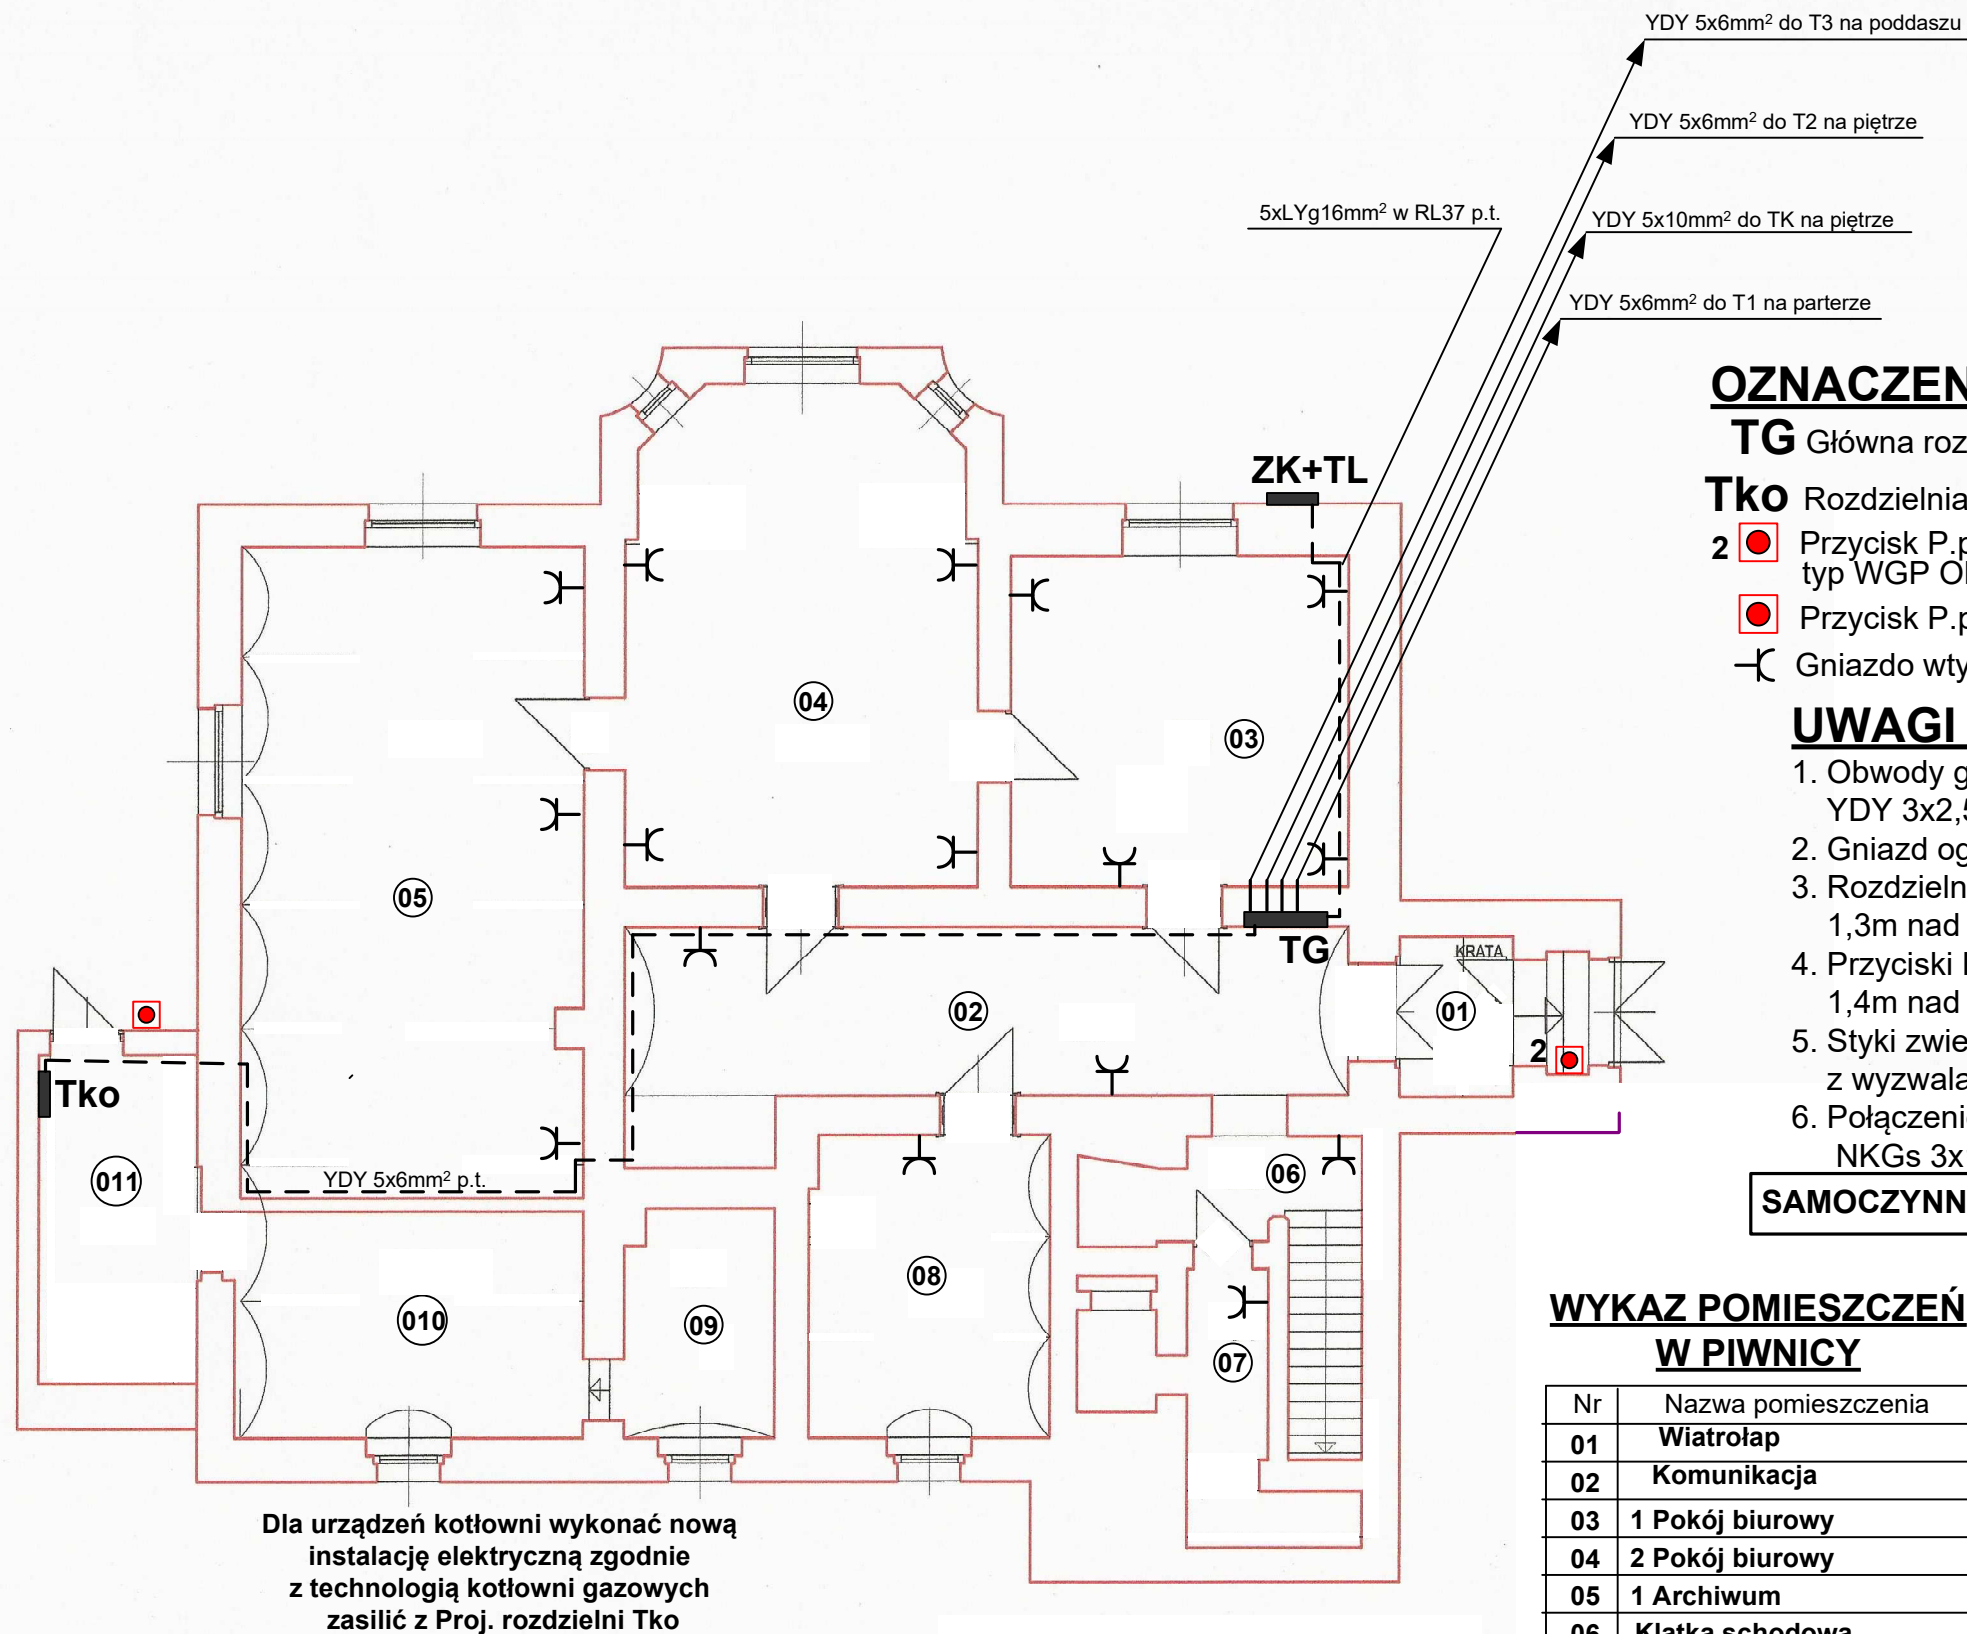 YDY 5x6mm² do T3 na poddaszu
YDY 5x6mm² do T2 na piętrze
5xLYg16mm² w RL37 p.t.
YDY 5x10mm² do TK na piętrze
YDY 5x6mm² do T1 na parterze
OZNACZEN
TG Główna roz
ZK+TL
Tko Rozdzielnia
2 Przycisk P.p
typ WGP O
Przycisk P.p
Gniazdo wty
UWAGI
1. Obwody g
YDY 3x2,5
2. Gniazd og
3. Rozdzieln
1,3m nad
4. Przyciski
1,4m nad
5. Styki zwie
z wyzwala
6. Połączeni
NKGs 3x
SAMOCZYNN
04
03
05
TG
KRATA
02
01
2
Tko
011
YDY 5x6mm² p.t.
06
08
010
09
07
WYKAZ POMIESZCZEŃ
W PIWNICY
Nr Nazwa pomieszczenia
01 Wiatrołap
02 Komunikacja
03 1 Pokój biurowy
04 2 Pokój biurowy
05 1 Archiwum
06 Klatka schodowa
Dla urządzeń kotłowni wykonać nową
instalację elektryczną zgodnie
z technologią kotłowni gazowych
zasilić z Proj. rozdzielni Tko